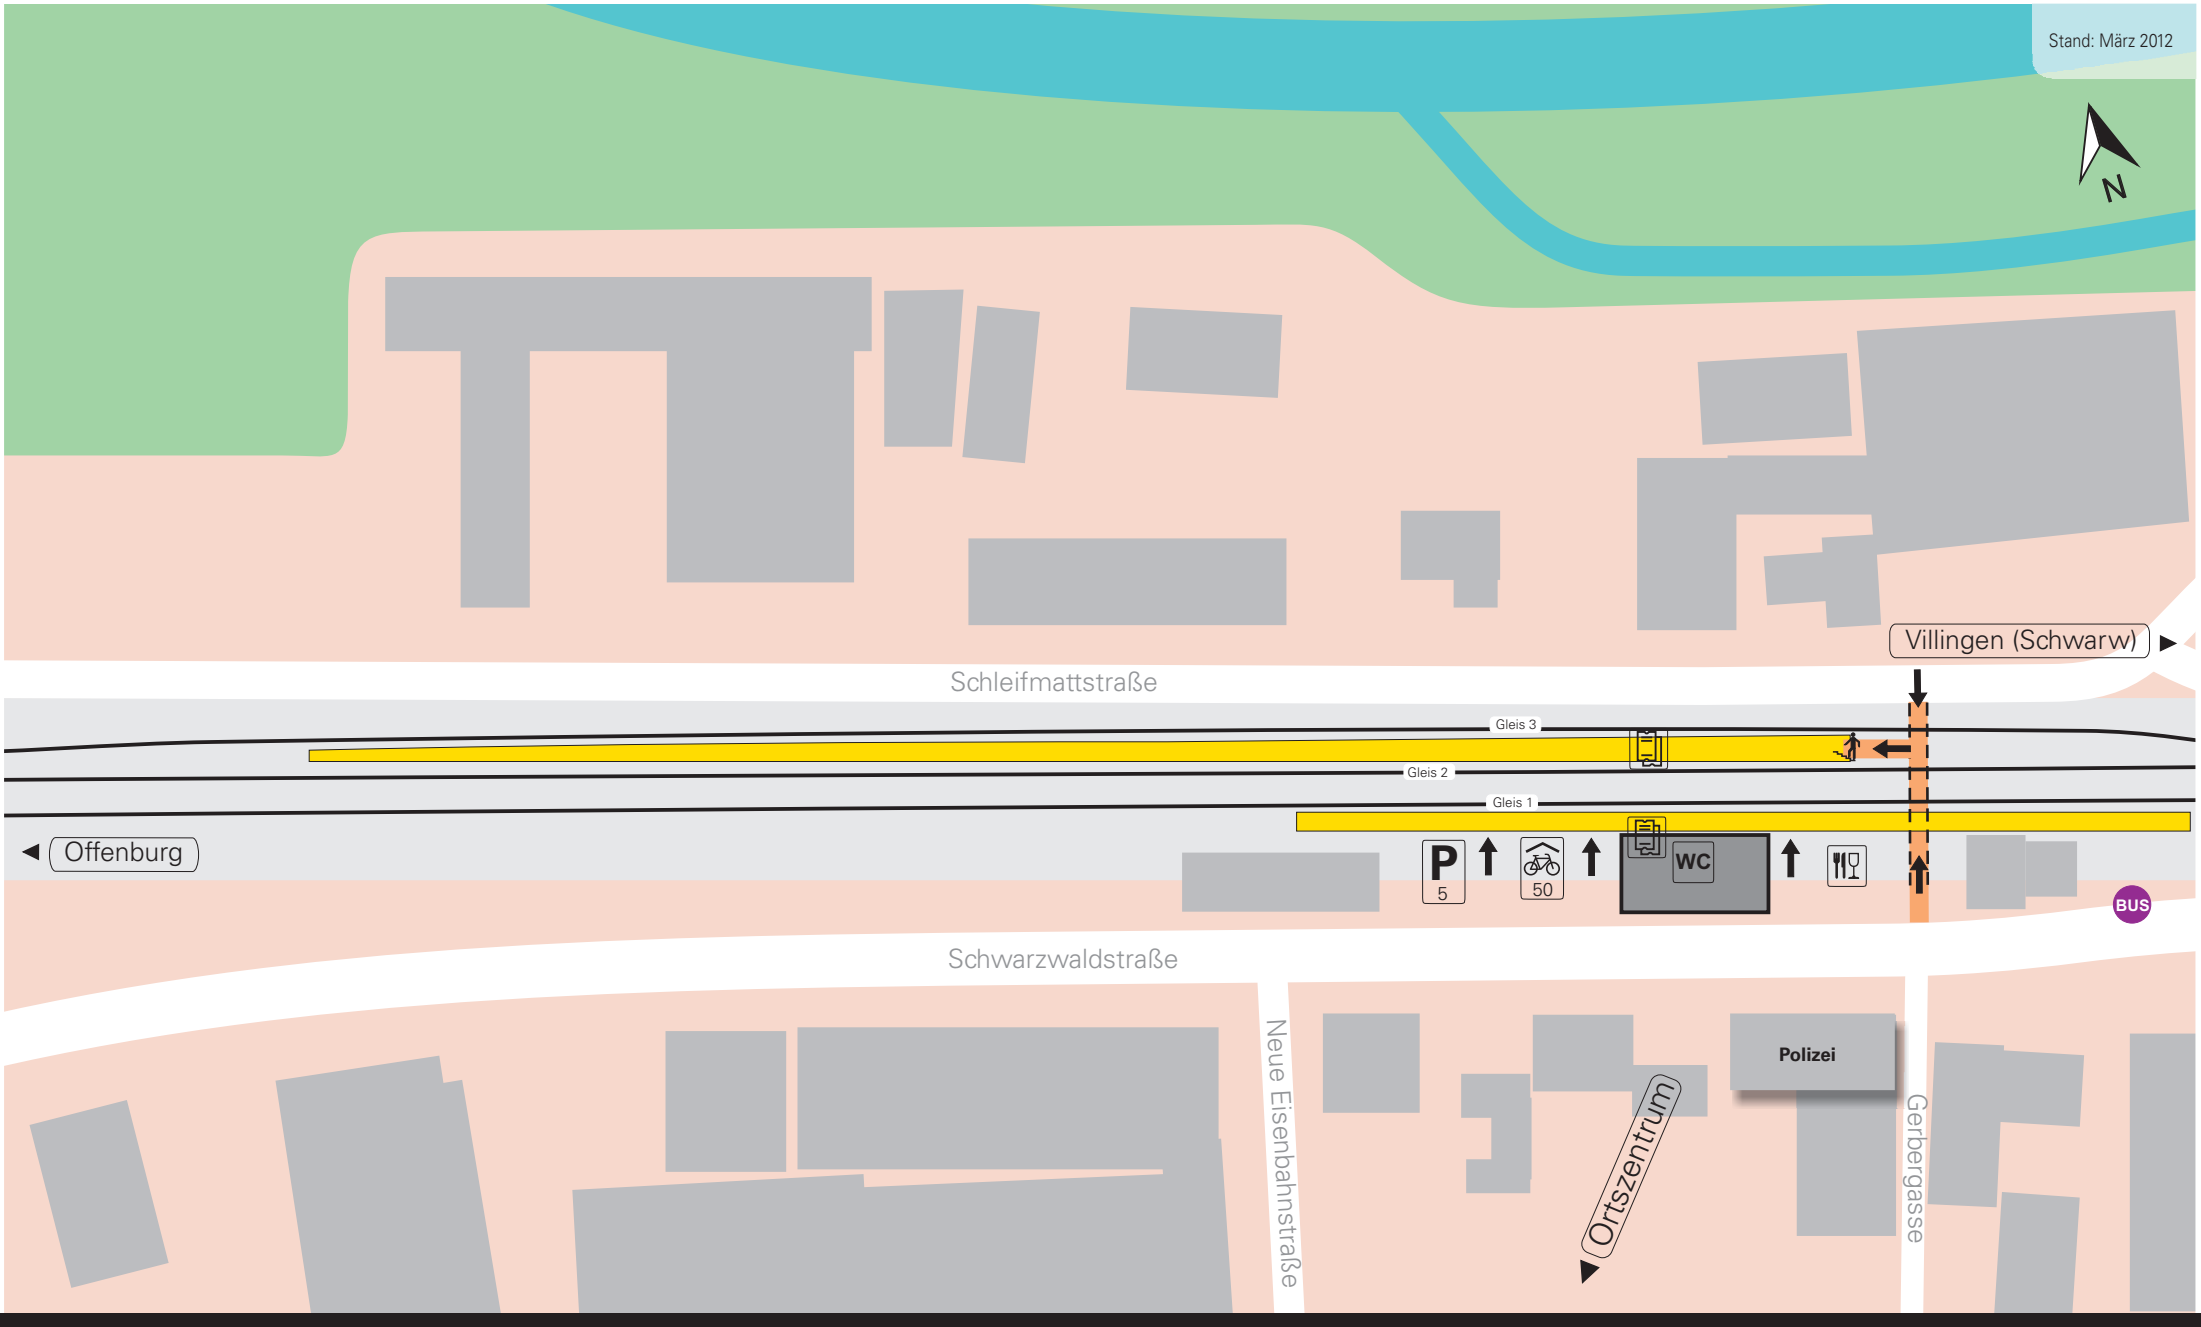 Stand: März 2012
N
Villingen (Schwarw)
Schleifmattstraße
Gleis 3
Gleis 2
Gleis 1
Offenburg
P
5
50
WC
BUS
Schwarzwaldstraße
Neue Eisenbahnstraße
Polizei
Ortszentrum
Gerbergasse